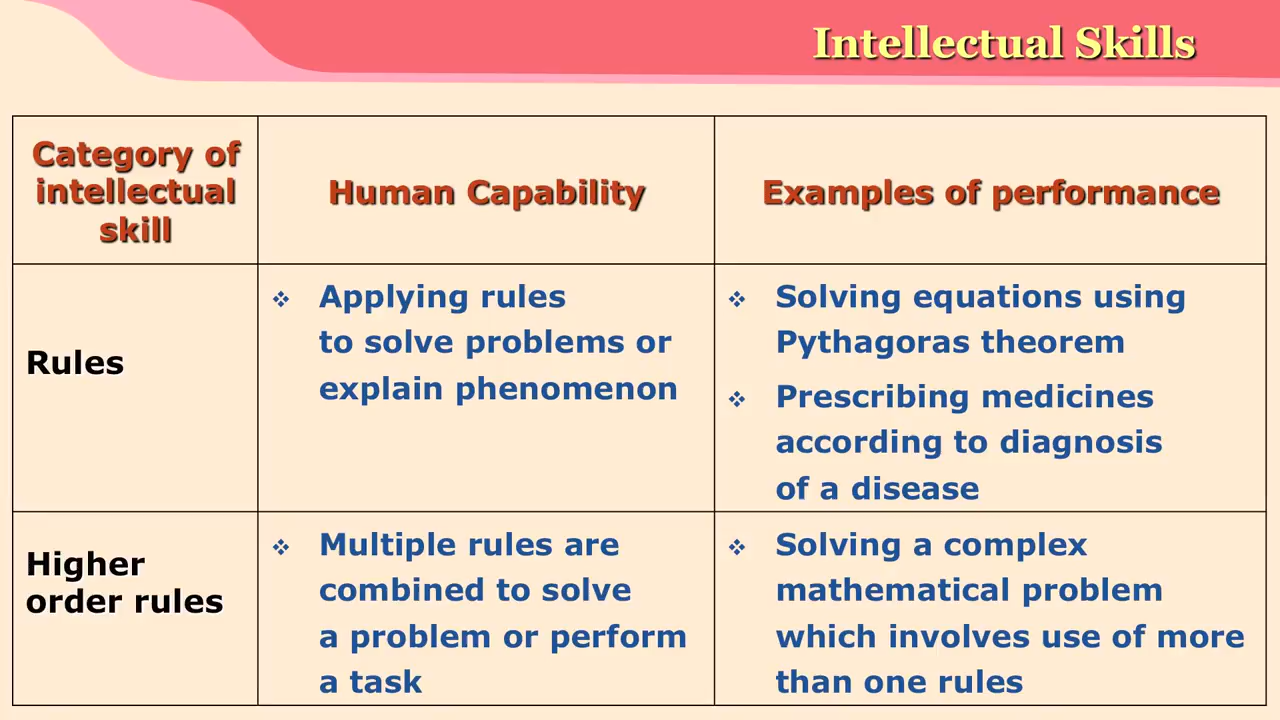 Intellectual Skills
Category of
intellectual
skill
Human Capability
Examples of performance
Rules
❖ Applying rules
to solve problems or
explain phenomenon
❖ Solving equations using
Pythagoras theorem
❖ Prescribing medicines
according to diagnosis
of a disease
Higher
order rules
❖ Multiple rules are
combined to solve
a problem or perform
a task
❖ Solving a complex
mathematical problem
which involves use of more
than one rules